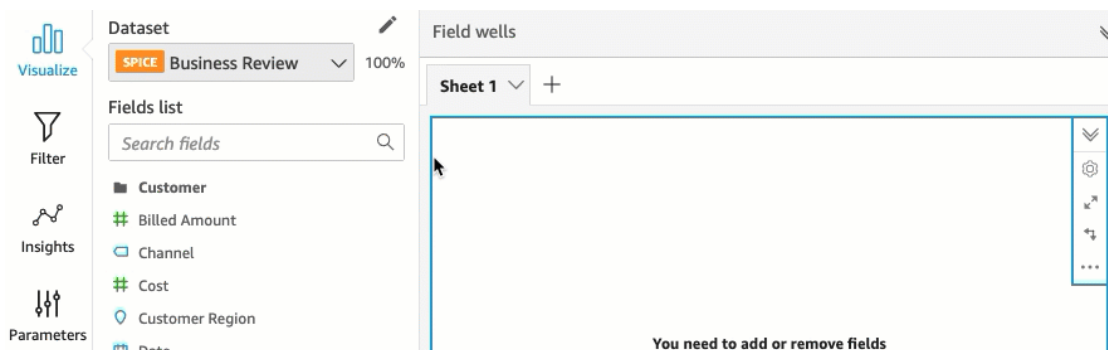 Visualize
Filter
Insights
Parameters
Dataset
SPICE Business Review 100%
Fields list
Search fields
Customer
Billed Amount
Channel
Cost
Customer Region
Date
Field wells
Sheet 1
You need to add or remove fields